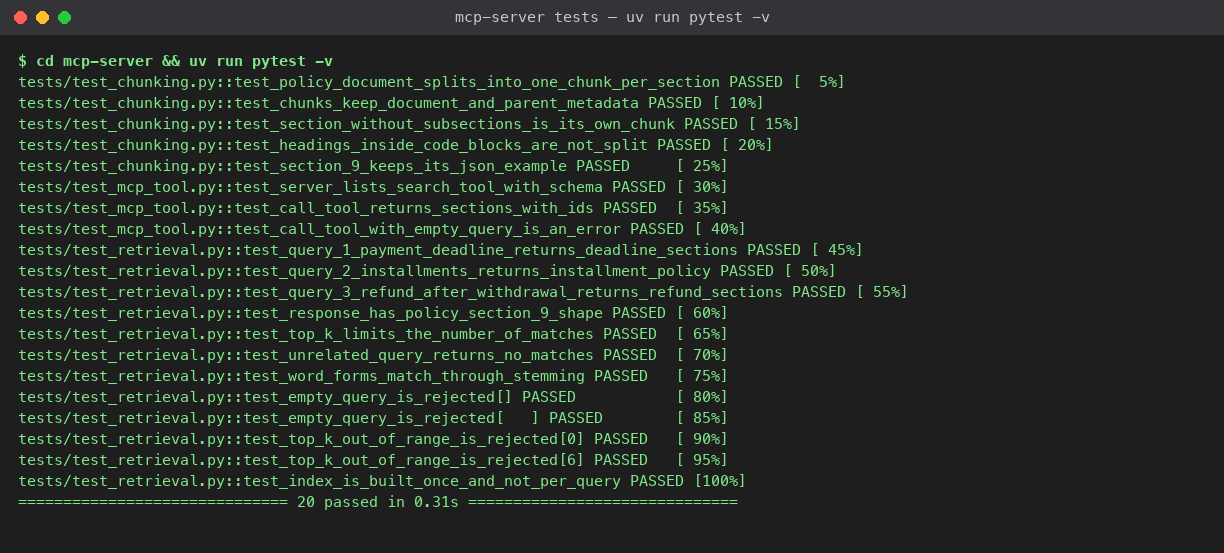 mcp-server tests — uv run pytest -v
$ cd mcp-server && uv run pytest -v
tests/test_chunking.py::test_policy_document_splits_into_one_chunk_per_section PASSED [  5%]
tests/test_chunking.py::test_chunks_keep_document_and_parent_metadata PASSED [ 10%]
tests/test_chunking.py::test_section_without_subsections_is_its_own_chunk PASSED [ 15%]
tests/test_chunking.py::test_headings_inside_code_blocks_are_not_split PASSED [ 20%]
tests/test_chunking.py::test_section_9_keeps_its_json_example PASSED     [ 25%]
tests/test_mcp_tool.py::test_server_lists_search_tool_with_schema PASSED [ 30%]
tests/test_mcp_tool.py::test_call_tool_returns_sections_with_ids PASSED  [ 35%]
tests/test_mcp_tool.py::test_call_tool_with_empty_query_is_an_error PASSED [ 40%]
tests/test_retrieval.py::test_query_1_payment_deadline_returns_deadline_sections PASSED [ 45%]
tests/test_retrieval.py::test_query_2_installments_returns_installment_policy PASSED [ 50%]
tests/test_retrieval.py::test_query_3_refund_after_withdrawal_returns_refund_sections PASSED [ 55%]
tests/test_retrieval.py::test_response_has_policy_section_9_shape PASSED [ 60%]
tests/test_retrieval.py::test_top_k_limits_the_number_of_matches PASSED  [ 65%]
tests/test_retrieval.py::test_unrelated_query_returns_no_matches PASSED  [ 70%]
tests/test_retrieval.py::test_word_forms_match_through_stemming PASSED   [ 75%]
tests/test_retrieval.py::test_empty_query_is_rejected[] PASSED           [ 80%]
tests/test_retrieval.py::test_empty_query_is_rejected[   ] PASSED        [ 85%]
tests/test_retrieval.py::test_top_k_out_of_range_is_rejected[0] PASSED   [ 90%]
tests/test_retrieval.py::test_top_k_out_of_range_is_rejected[6] PASSED   [ 95%]
tests/test_retrieval.py::test_index_is_built_once_and_not_per_query PASSED [100%]
============================== 20 passed in 0.31s ==============================